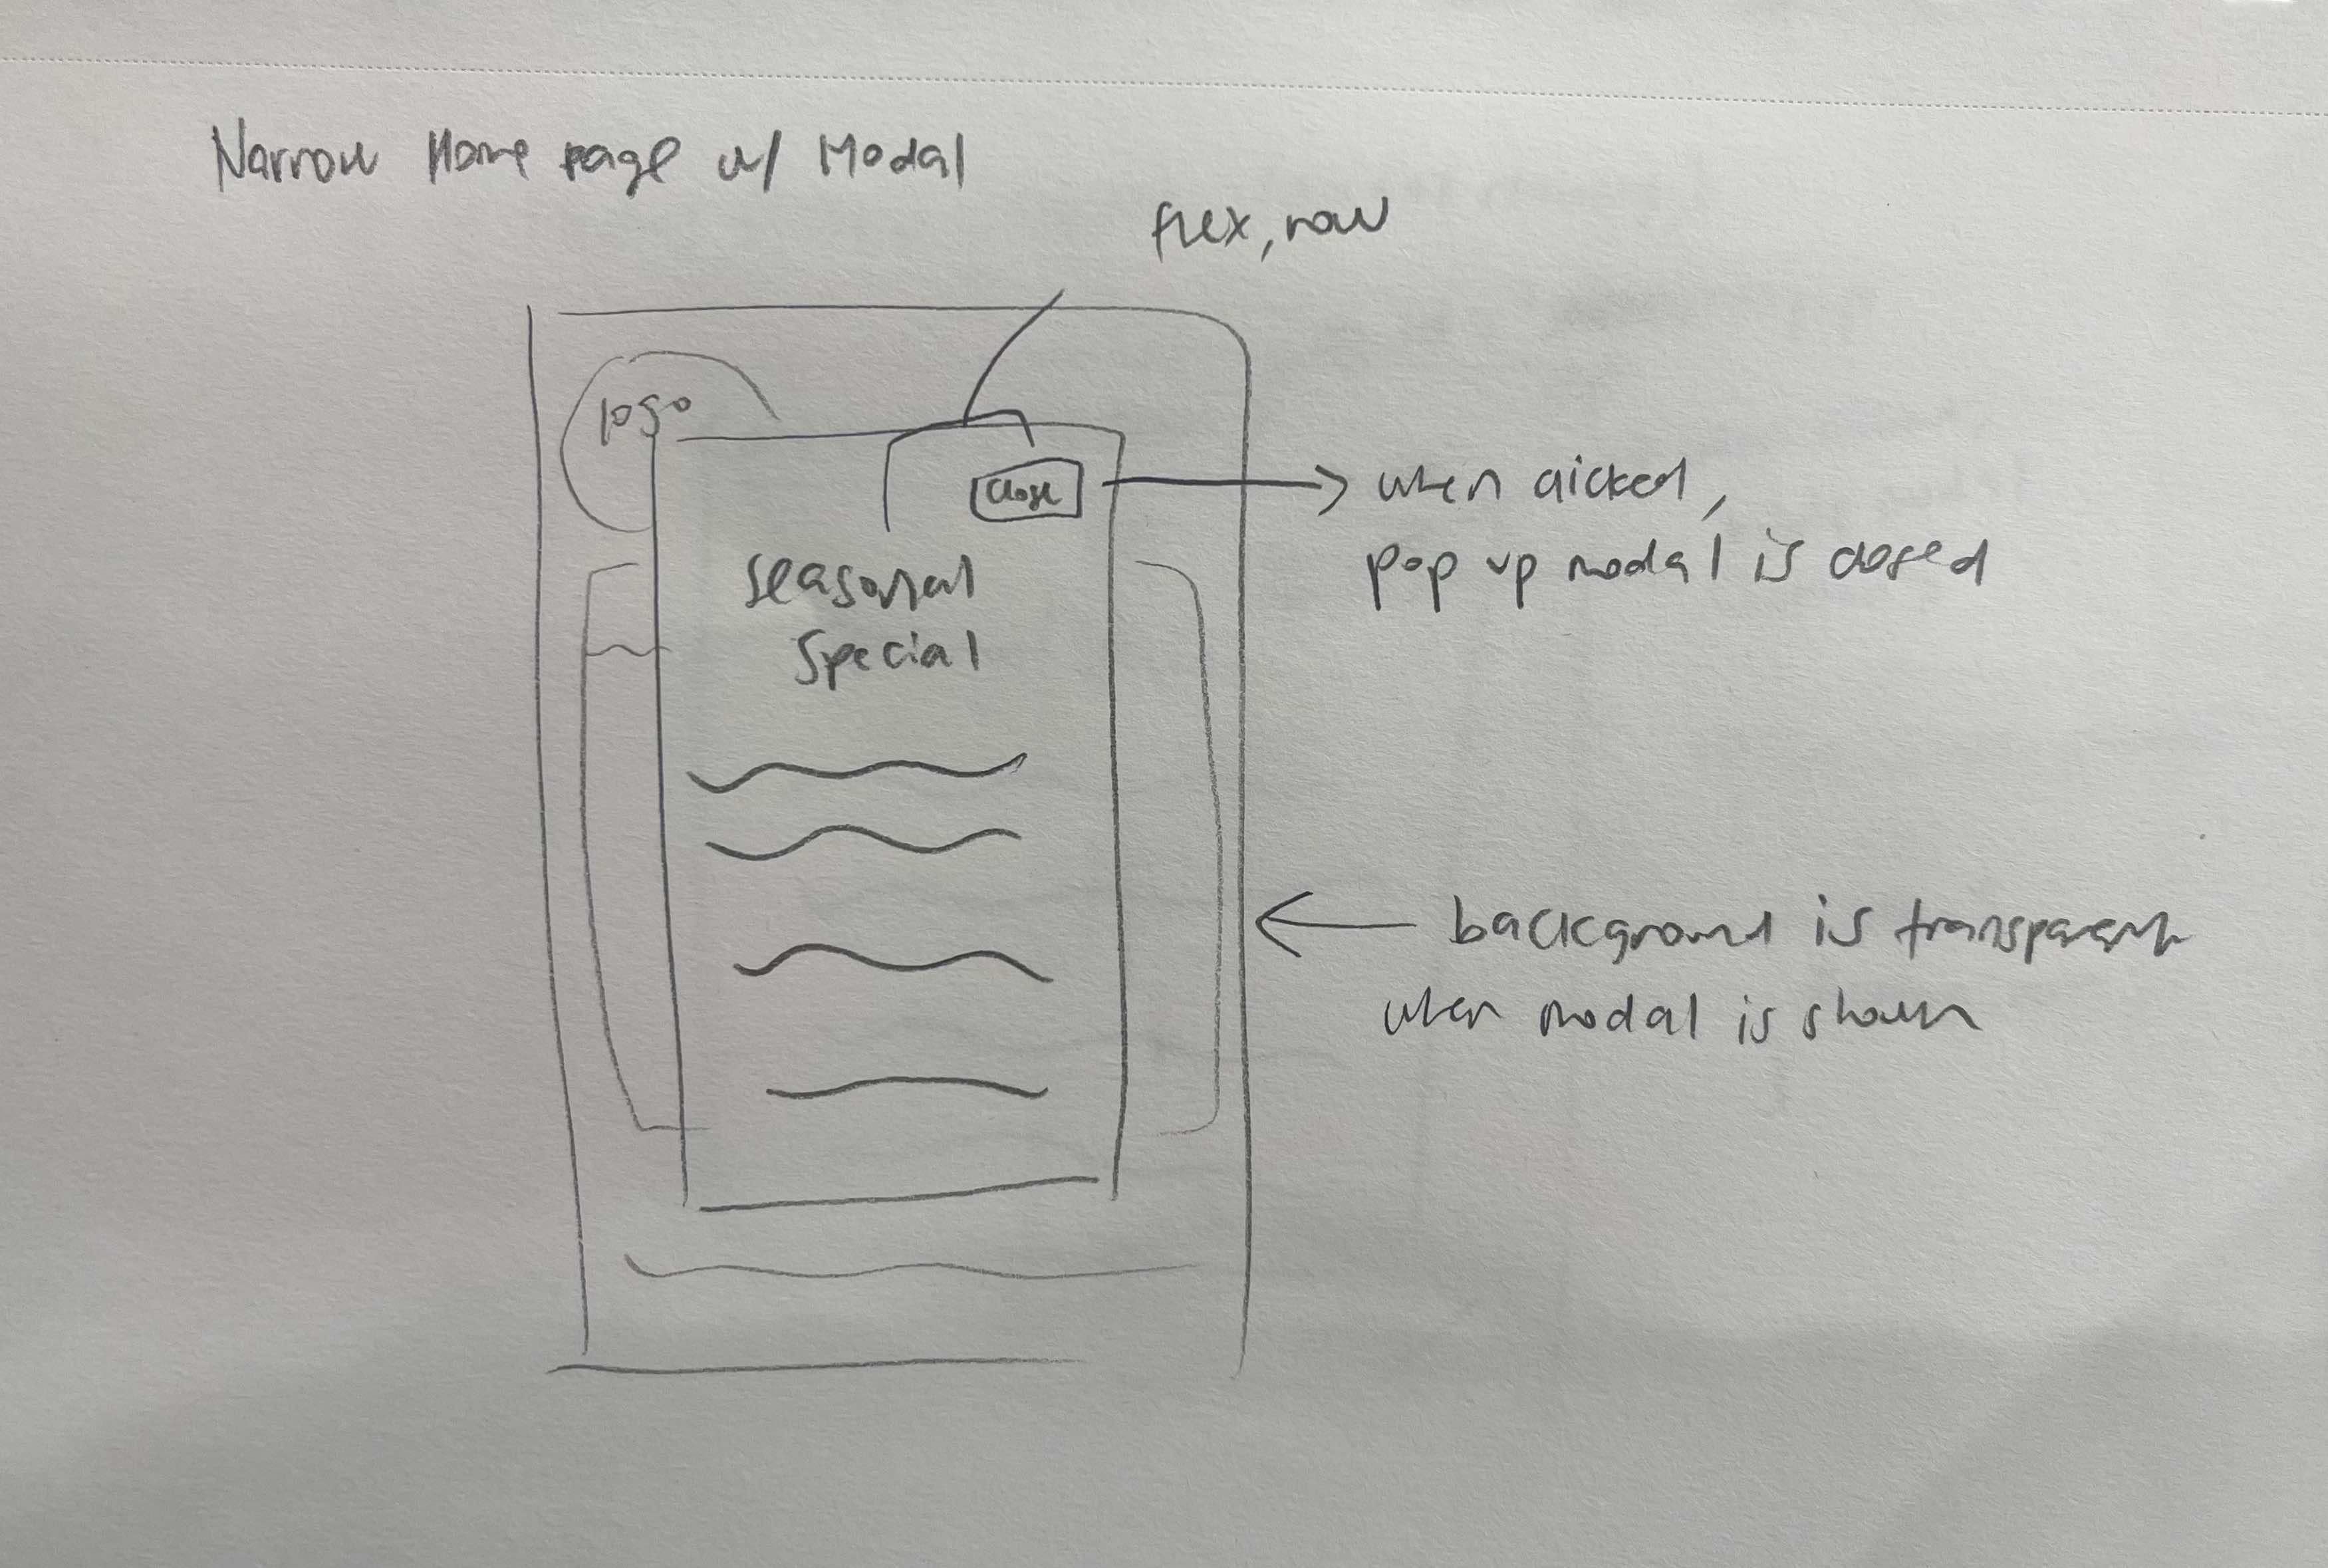 Narrow Home page w/ Modal
flex, row
logo
close
when clicked,
pop up modal is closed
seasonal
special
background is transparent
when modal is shown